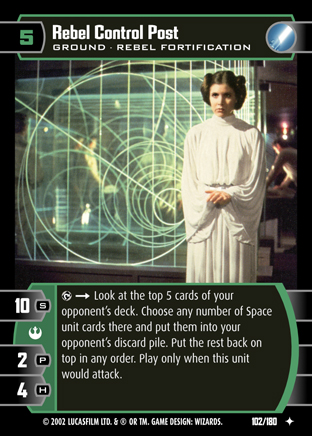 5
Rebel Control Post
GROUND · REBEL FORTIFICATION
10 S
2 P
4 H
Look at the top 5 cards of your
opponent's deck. Choose any number of Space
unit cards there and put them into your
opponent's discard pile. Put the rest back on
top in any order. Play only when this unit
would attack.
© 2002 LUCASFILM LTD. & ® OR TM. GAME DESIGN: WIZARDS.
102/180